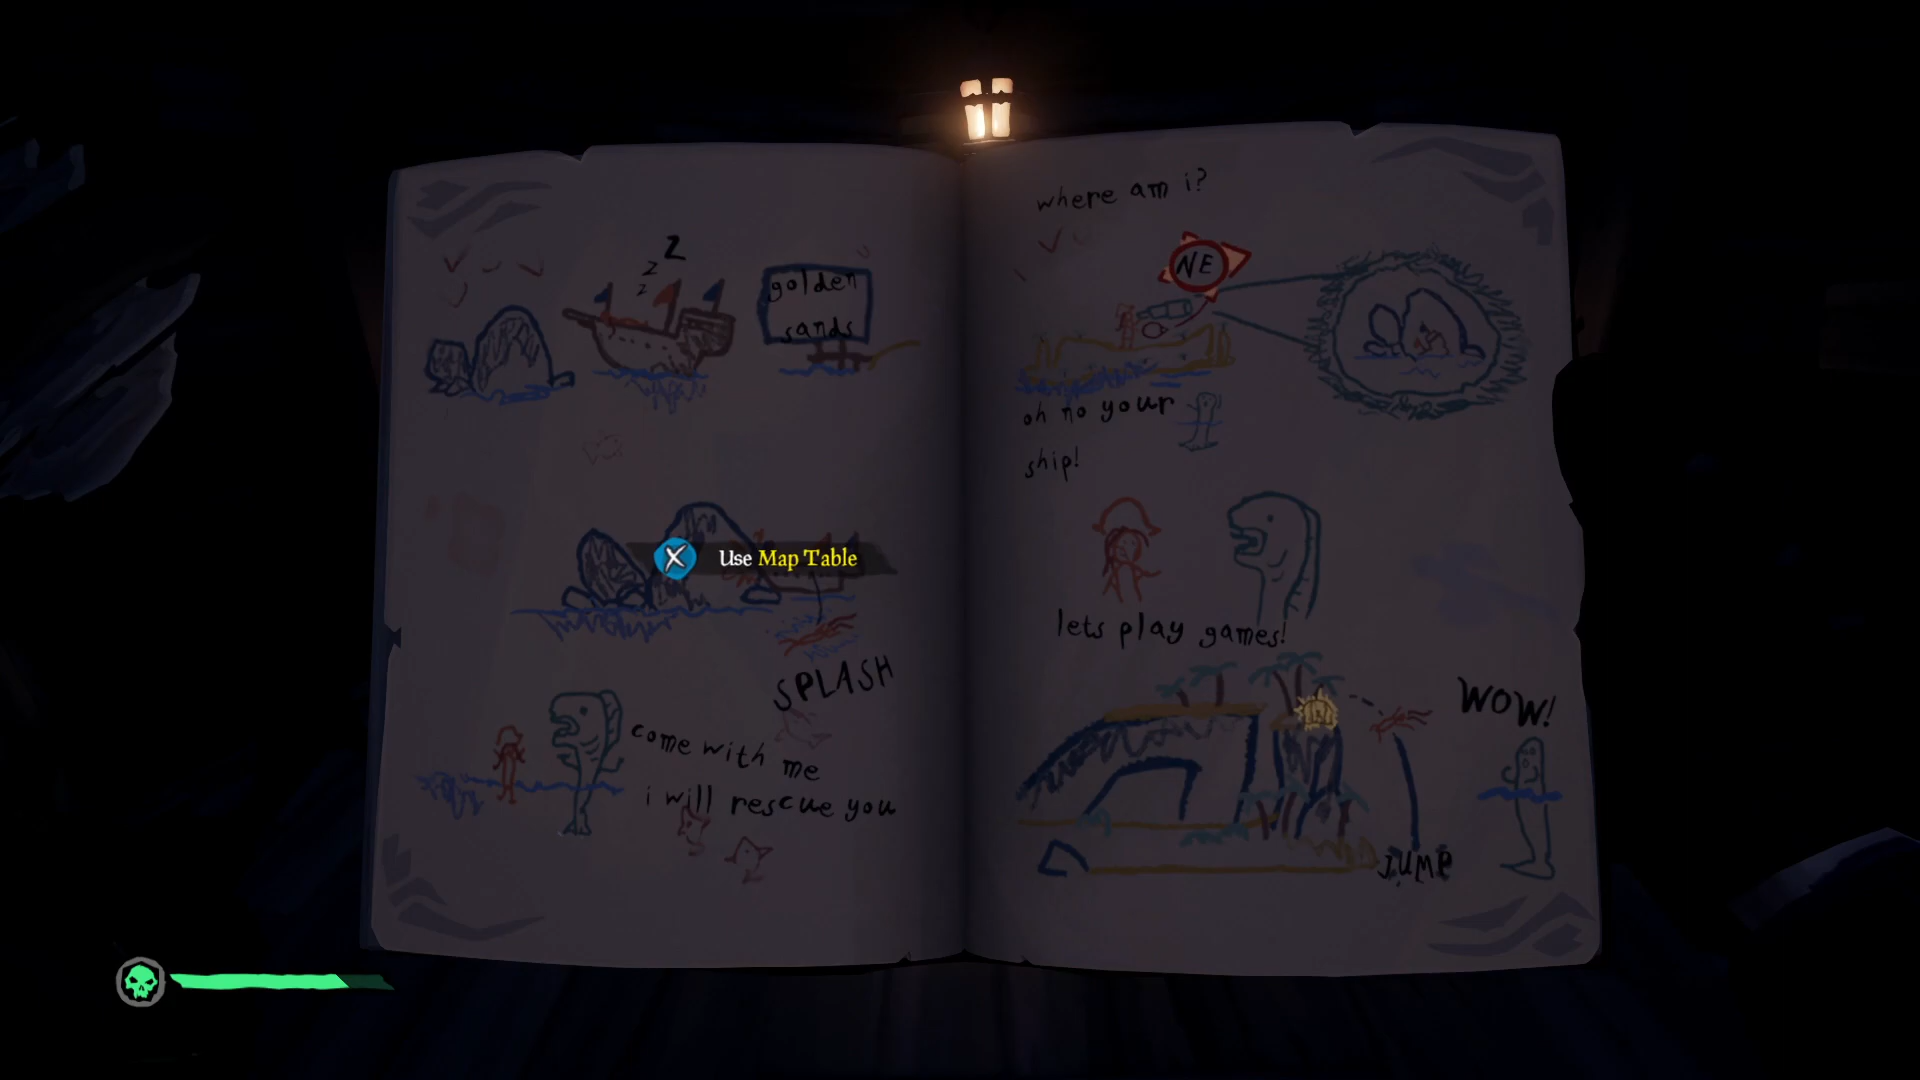 z
z
z
golden
sands
Use Map Table
SPLASH
come with me
i will rescue you
where am i?
NE
oh no your
ship!
lets play games!
WOW!
JUMP